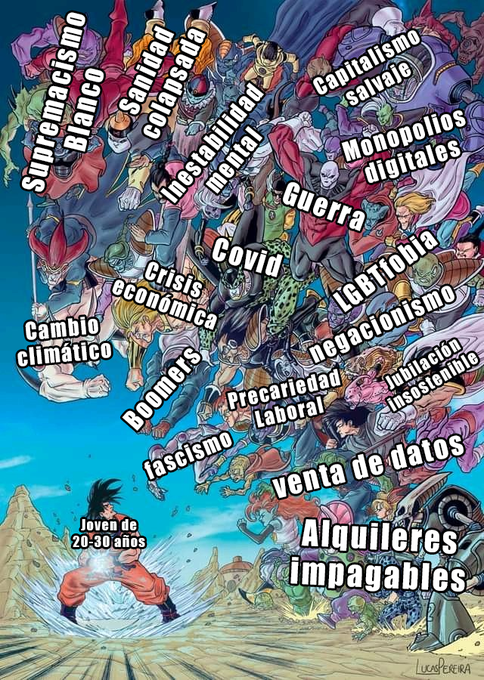 Supremacismo
Blanco
Sanidad
colapsada
Capitalismo
salvaje
Inestabilidad
mental
Monopolios
digitales
Guerra
Covid
LGBTfobia
Crisis
económica
negacionismo
Cambio
climático
Boomers
Precariedad
Laboral
Jubilación
insostenible
fascismo
venta de datos
Joven de
20-30 años
Alquileres
impagables
LUCASPEREIRA